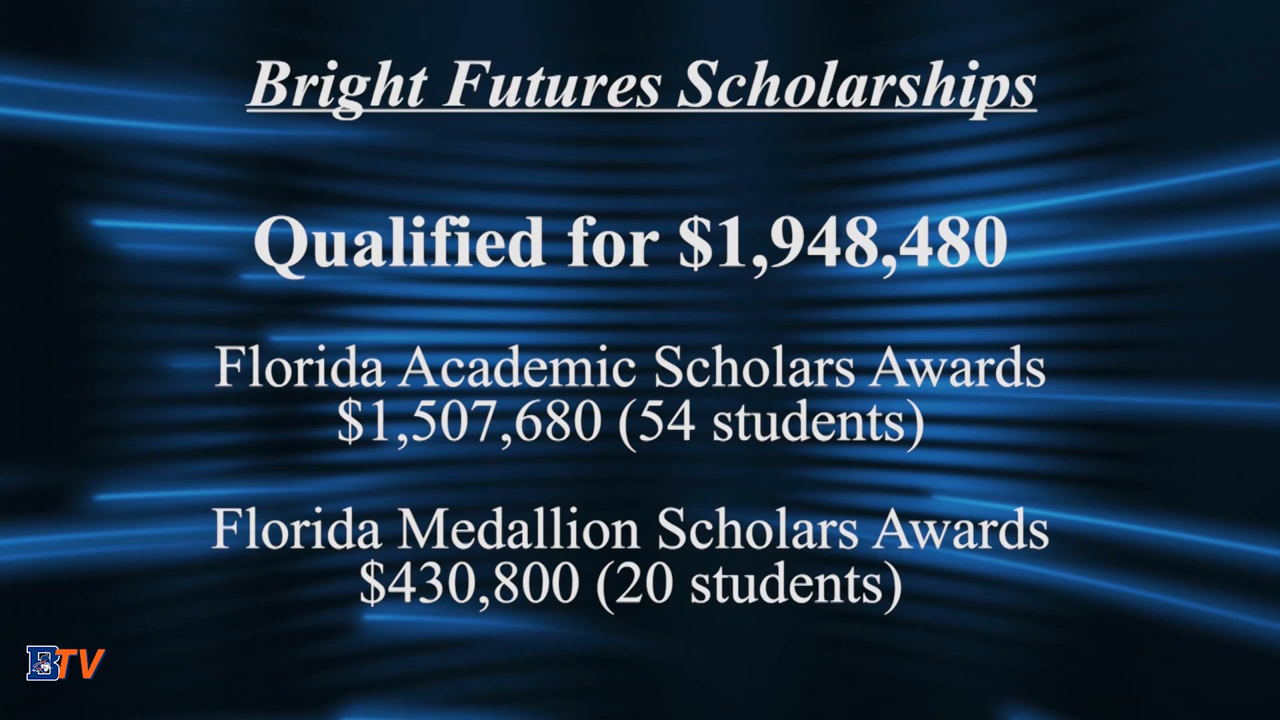 Bright Futures Scholarships
Qualified for $1,948,480
Florida Academic Scholars Awards
$1,507,680 (54 students)
Florida Medallion Scholars Awards
$430,800 (20 students)
BTV